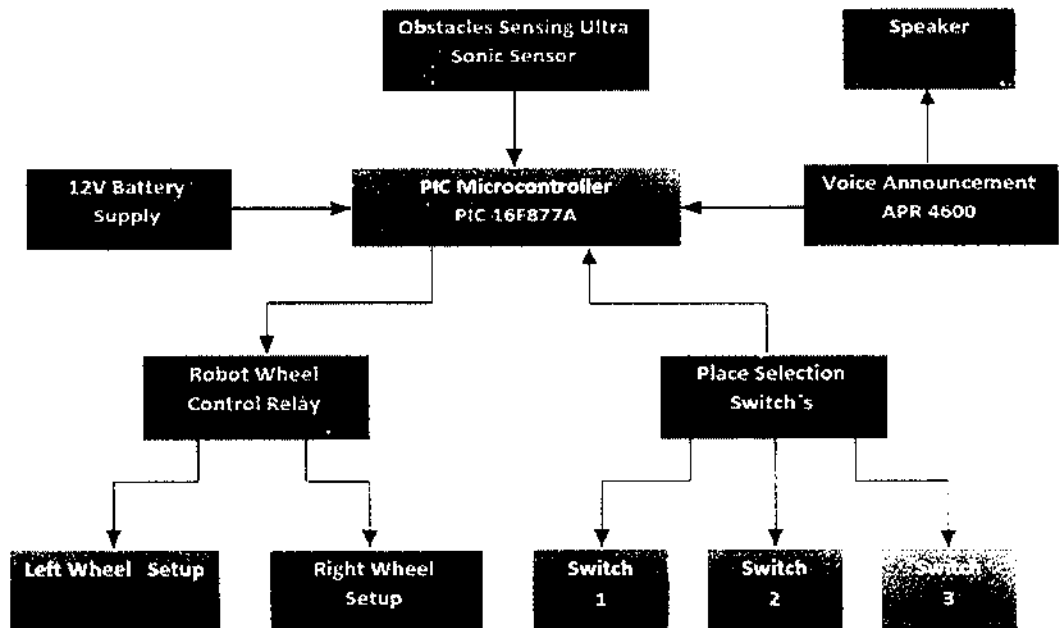 Obstacles Sensing Ultra
Sonic Sensor
Speaker
12V Battery
Supply
PIC Microcontroller
PIC 16F877A
Voice Announcement
APR 4600
Robot Wheel
Control Relay
Place Selection
Switch's
Left Wheel Setup
Right Wheel
Setup
Switch
1
Switch
2
Switch
3